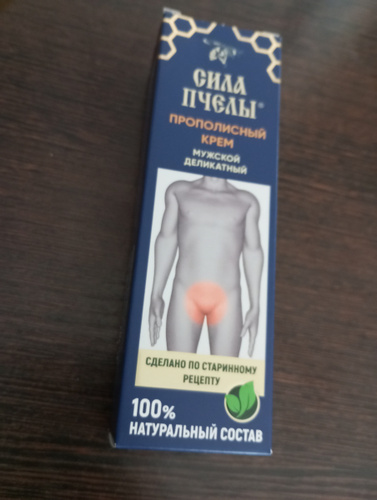 СИЛА
ПЧЕЛЫ®
ПРОПОЛИСНЫЙ
КРЕМ
МУЖСКОЙ
ДЕЛИКАТНЫЙ
СДЕЛАНО ПО СТАРИННОМУ
РЕЦЕПТУ
100%
НАТУРАЛЬНЫЙ СОСТАВ